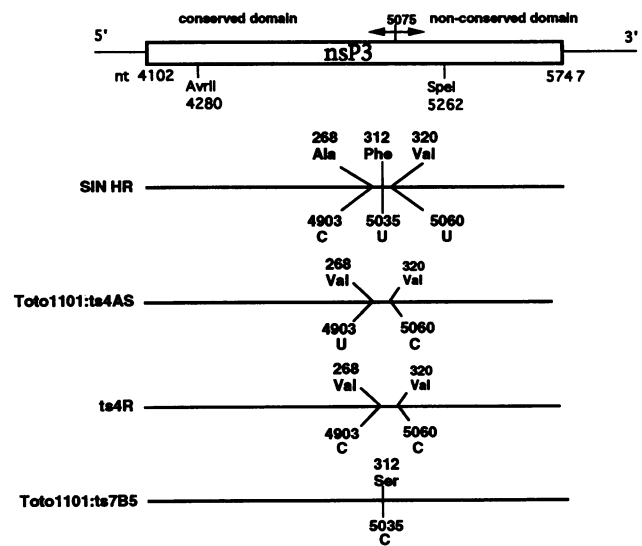 conserved domain 5075 non-conserved domain
5' nsP3 3'
nt 4102 5747
AvrII SpeI
4280 5262
268 312 320
Ala Phe Val
SIN HR
4903 5035 5060
C U U
268 320
Val Val
Toto1101:ts4AS
4903 5060
U C
268 320
Val Val
ts4R
4903 5060
C C
312
Ser
Toto1101:ts7B5
5035
C